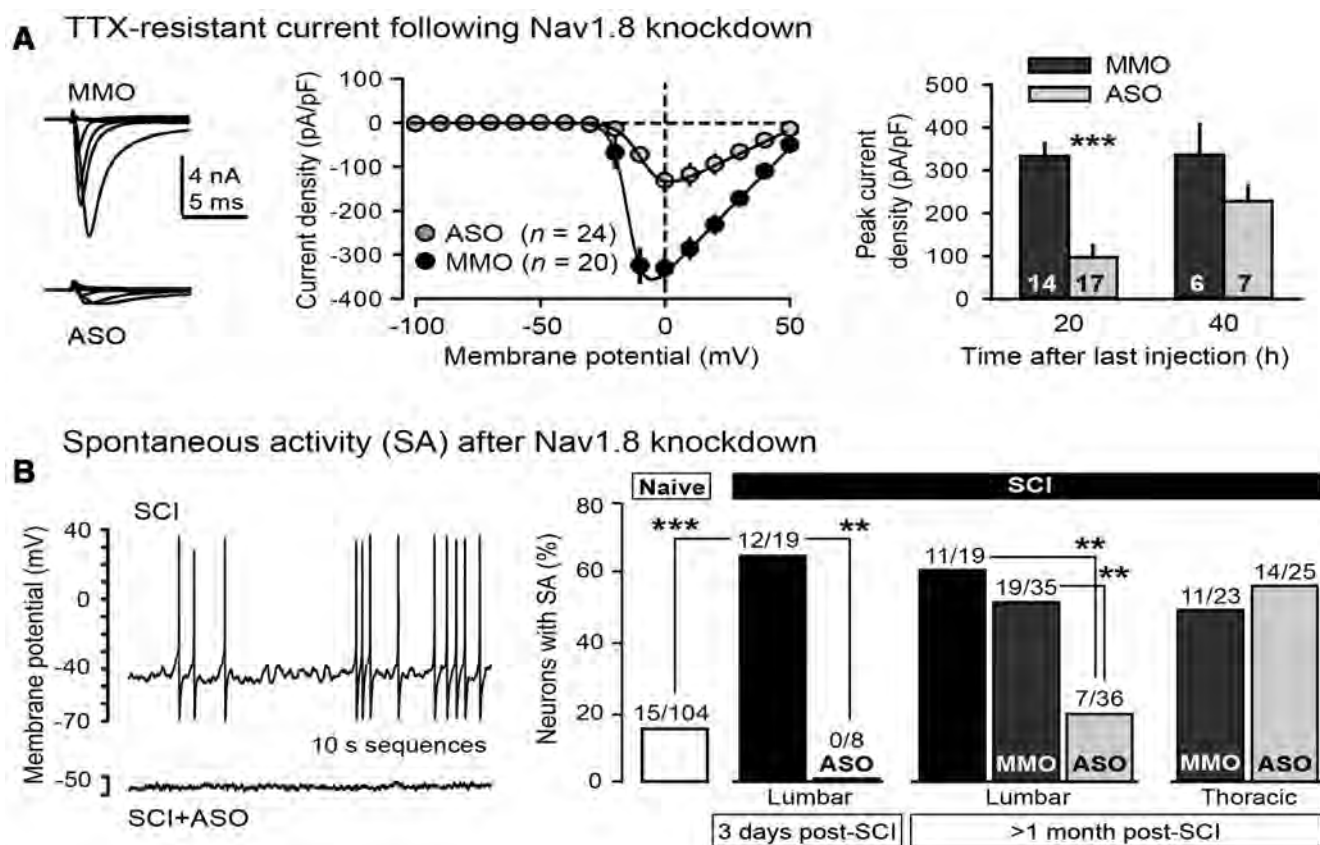 A TTX-resistant current following Nav1.8 knockdown
MMO
4 nA
5 ms
ASO
Current density (pA/pF)
100
0
-100
-200
-300
-400
ASO (n = 24)
MMO (n = 20)
-100
-50
0
50
Membrane potential (mV)
MMO
ASO
Peak current
density (pA/pF)
500
400
300
200
100
0
***
14
17
6
7
20
40
Time after last injection (h)
Spontaneous activity (SA) after Nav1.8 knockdown
B
SCI
Membrane potential (mV)
40
0
-40
-70
-50
10 s sequences
SCI+ASO
Neurons with SA (%)
80
60
40
20
0
Naive
SCI
***
12/19
**
11/19
**
19/35
**
11/23
14/25
15/104
0/8
ASO
7/36
MMO
ASO
MMO
ASO
Lumbar
Lumbar
Thoracic
3 days post-SCI
>1 month post-SCI